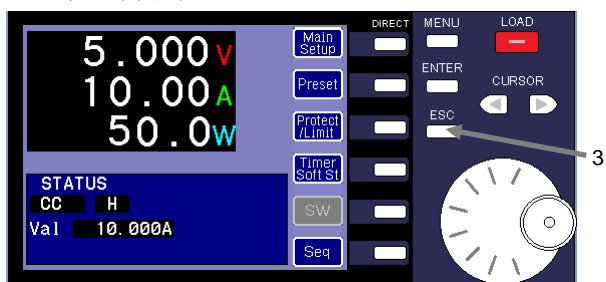 5.000V
10.00A
50.0W
STATUS
CC H
Val 10.000A
Main
Setup
Preset
Protect
/Limit
Timer
Soft St
SW
Seq
DIRECT
MENU
LOAD
ENTER
CURSOR
ESC
3